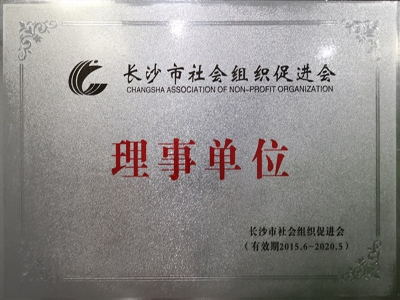 长沙市社会组织促进会
CHANGSHA ASSOCIATION OF NON-PROFIT ORGANIZATION
理事单位
长沙市社会组织促进会
（有效期2015.6-2020.5）